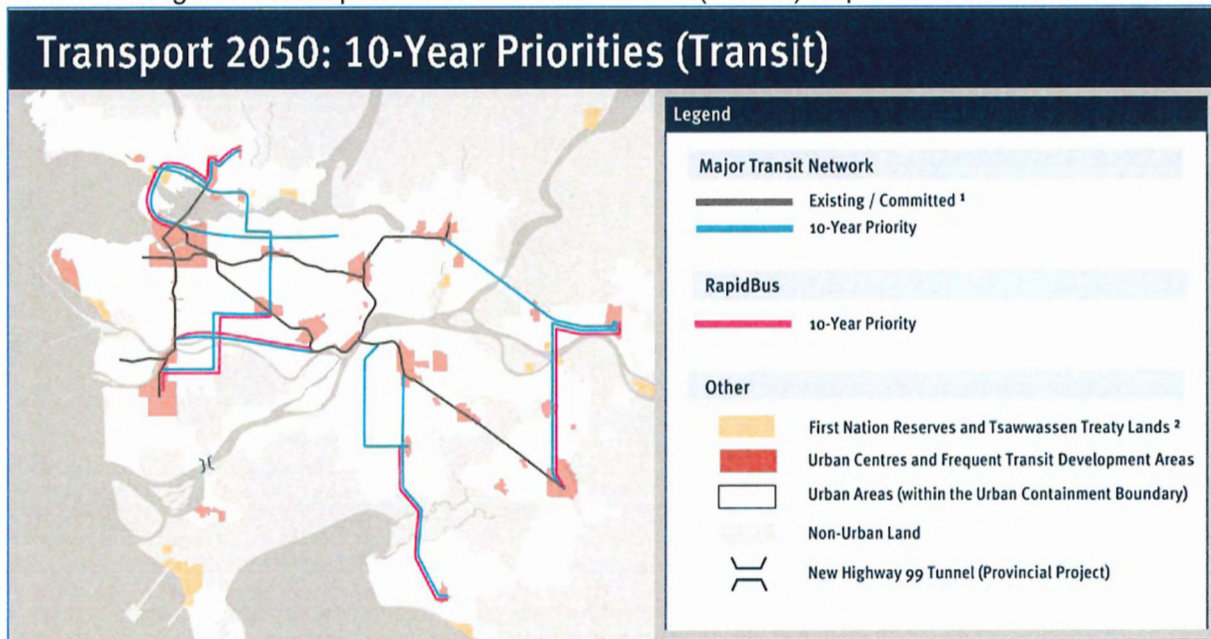 Transport 2050: 10-Year Priorities (Transit)
Legend
Major Transit Network
Existing / Committed ¹
10-Year Priority
RapidBus
10-Year Priority
Other
First Nation Reserves and Tsawwassen Treaty Lands ²
Urban Centres and Frequent Transit Development Areas
Urban Areas (within the Urban Containment Boundary)
Non-Urban Land
New Highway 99 Tunnel (Provincial Project)